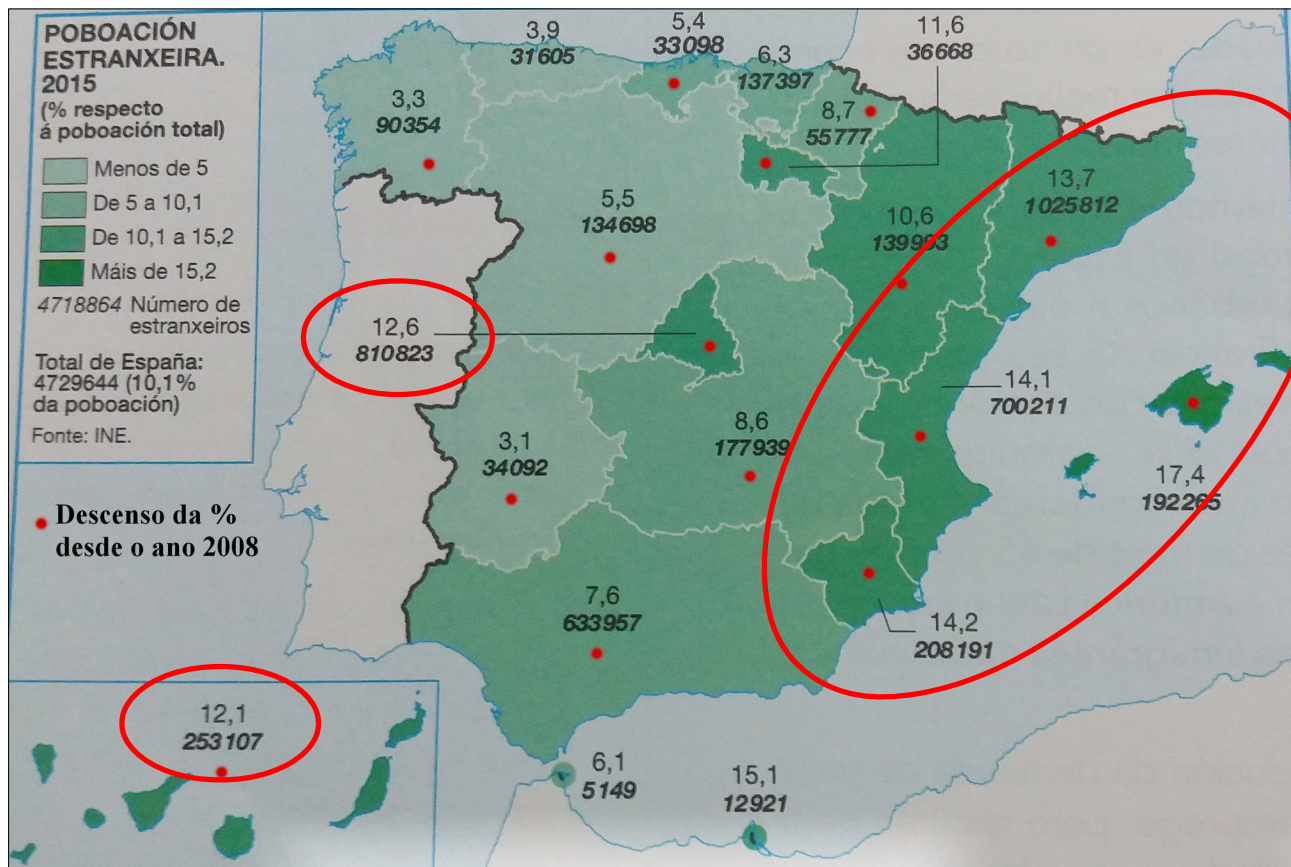 POBOACIÓN
ESTRANXEIRA.
2015
(% respecto
á poboación total)
Menos de 5
De 5 a 10,1
De 10,1 a 15,2
Máis de 15,2
4718864 Número de
estranxeiros
Total de España:
4729644 (10,1%
da poboación)
Fonte: INE.
Descenso da %
desde o ano 2008
3,9
31605
5,4
33098
6,3
137397
11,6
36668
3,3
90354
8,7
55777
5,5
134698
10,6
139993
13,7
1025812
12,6
810823
14,1
700211
3,1
34092
8,6
177939
17,4
192265
7,6
633957
14,2
208191
12,1
253107
6,1
5149
15,1
12921